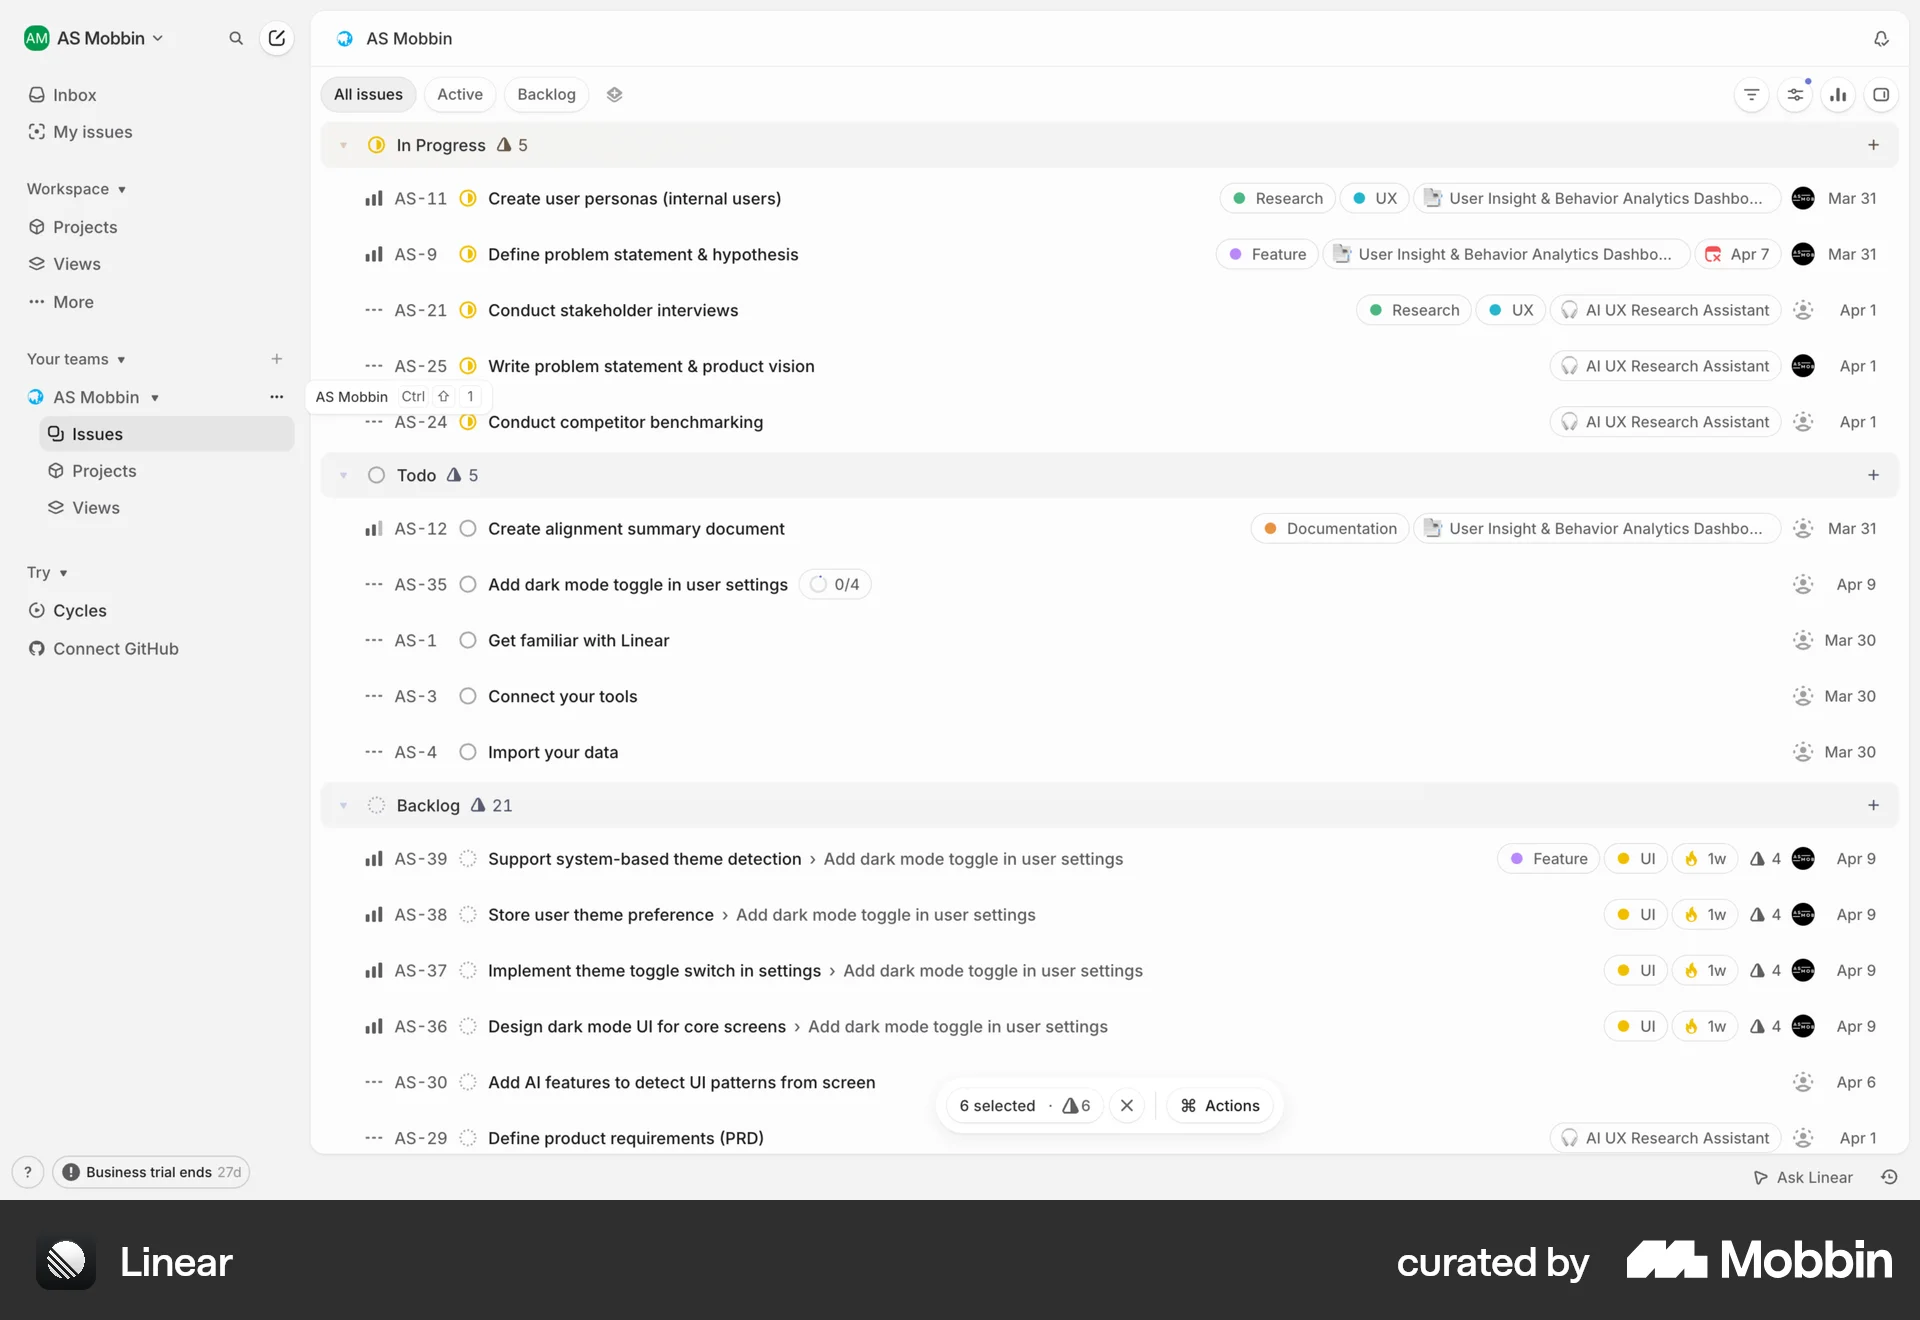 AM AS Mobbin
Inbox
My issues
Workspace
Projects
Views
More
Your teams
AS Mobbin
Issues
Projects
Views
Try
Cycles
Connect GitHub
? Business trial ends 27d
AS Mobbin
All issues Active Backlog
In Progress 5
AS-11 Create user personas (internal users) Research UX User Insight & Behavior Analytics Dashbo... Mar 31
AS-9 Define problem statement & hypothesis Feature User Insight & Behavior Analytics Dashbo... Apr 7 Mar 31
AS-21 Conduct stakeholder interviews Research UX AI UX Research Assistant Apr 1
AS-25 Write problem statement & product vision AI UX Research Assistant Apr 1
AS Mobbin Ctrl ⇧ 1
AS-24 Conduct competitor benchmarking AI UX Research Assistant Apr 1
Todo 5
AS-12 Create alignment summary document Documentation User Insight & Behavior Analytics Dashbo... Mar 31
AS-35 Add dark mode toggle in user settings 0/4 Apr 9
AS-1 Get familiar with Linear Mar 30
AS-3 Connect your tools Mar 30
AS-4 Import your data Mar 30
Backlog 21
AS-39 Support system-based theme detection › Add dark mode toggle in user settings Feature UI 1w 4 Apr 9
AS-38 Store user theme preference › Add dark mode toggle in user settings UI 1w 4 Apr 9
AS-37 Implement theme toggle switch in settings › Add dark mode toggle in user settings UI 1w 4 Apr 9
AS-36 Design dark mode UI for core screens › Add dark mode toggle in user settings UI 1w 4 Apr 9
AS-30 Add AI features to detect UI patterns from screen Apr 6
6 selected · 6 ⌘ Actions
AS-29 Define product requirements (PRD) AI UX Research Assistant Apr 1
Ask Linear
Linear
curated by Mobbin